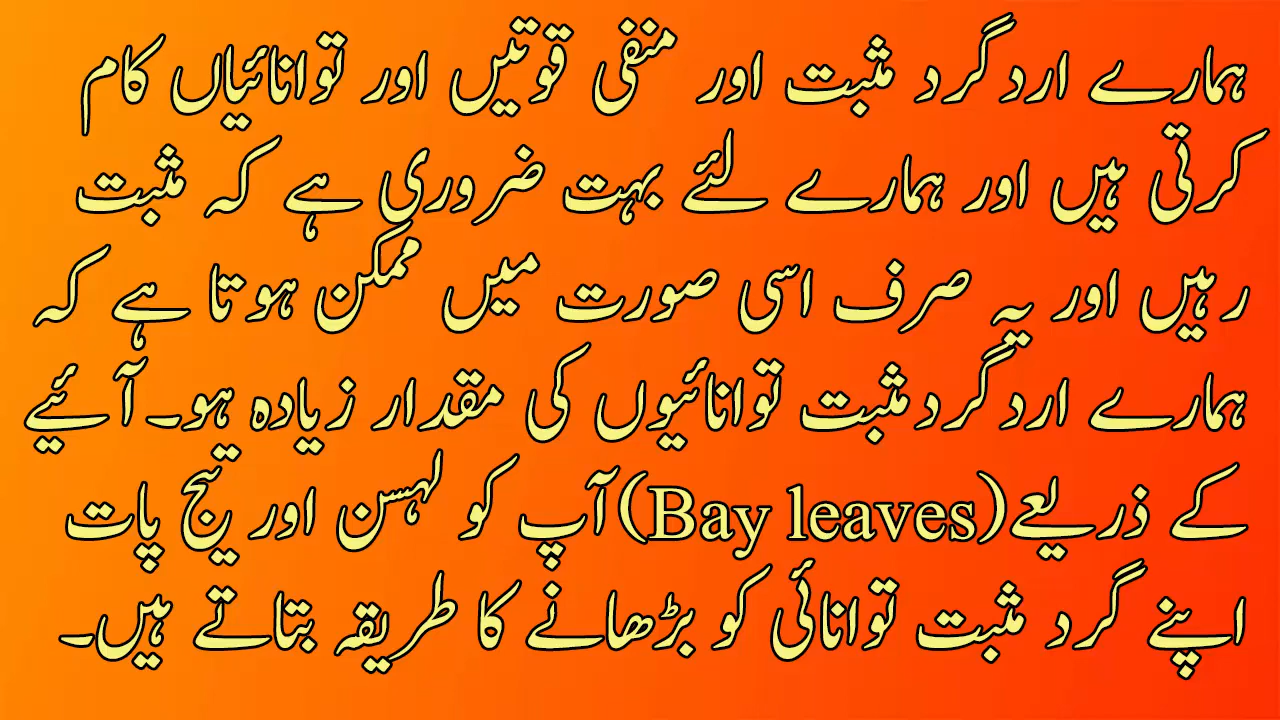 ہمارے اردگرد مثبت اور منفی قوتیں اور توانائیاں کام
کرتی ہیں اور ہمارے لئے بہت ضروری ہے کہ مثبت
رہیں اور یہ صرف اسی صورت میں ممکن ہوتا ہے کہ
ہمارے اردگردمثبت توانائیوں کی مقدار زیادہ ہو۔ آئیے
کے ذریعے(Bay leaves)آپ کو لہسن اور تیج پات
اپنے گرد مثبت توانائی کو بڑھانے کا طریقہ بتاتے ہیں۔